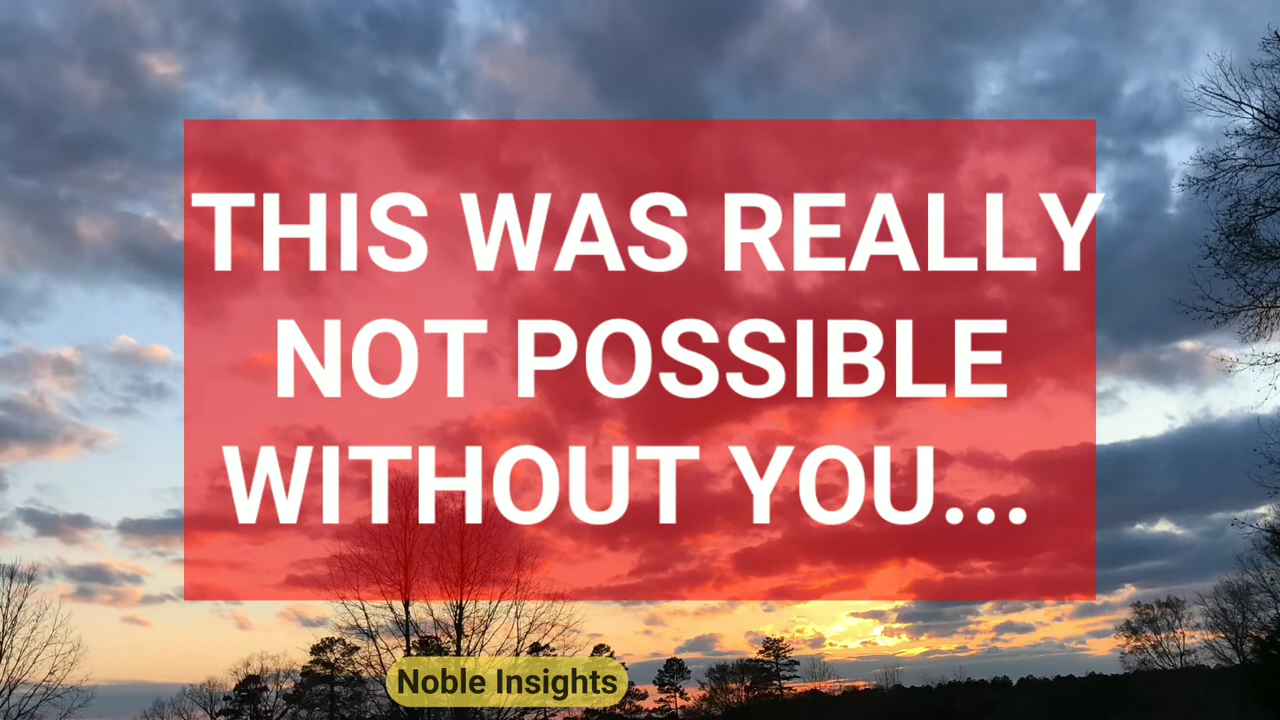 THIS WAS REALLY
NOT POSSIBLE
WITHOUT YOU...
Noble Insights